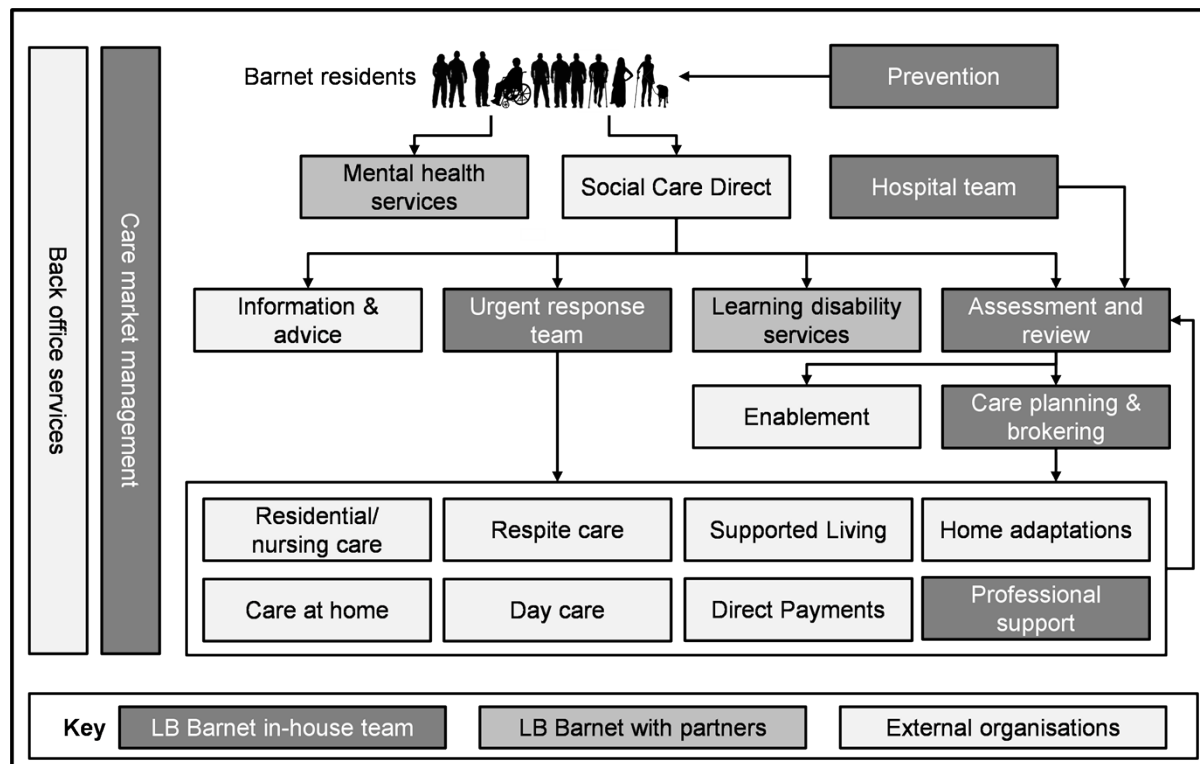 Barnet residents
Prevention
Mental health
services
Social Care Direct
Hospital team
Back office services
Care market management
Information &
advice
Urgent response
team
Learning disability
services
Assessment and
review
Enablement
Care planning &
brokering
Residential/
nursing care
Respite care
Supported Living
Home adaptations
Care at home
Day care
Direct Payments
Professional
support
Key
LB Barnet in-house team
LB Barnet with partners
External organisations